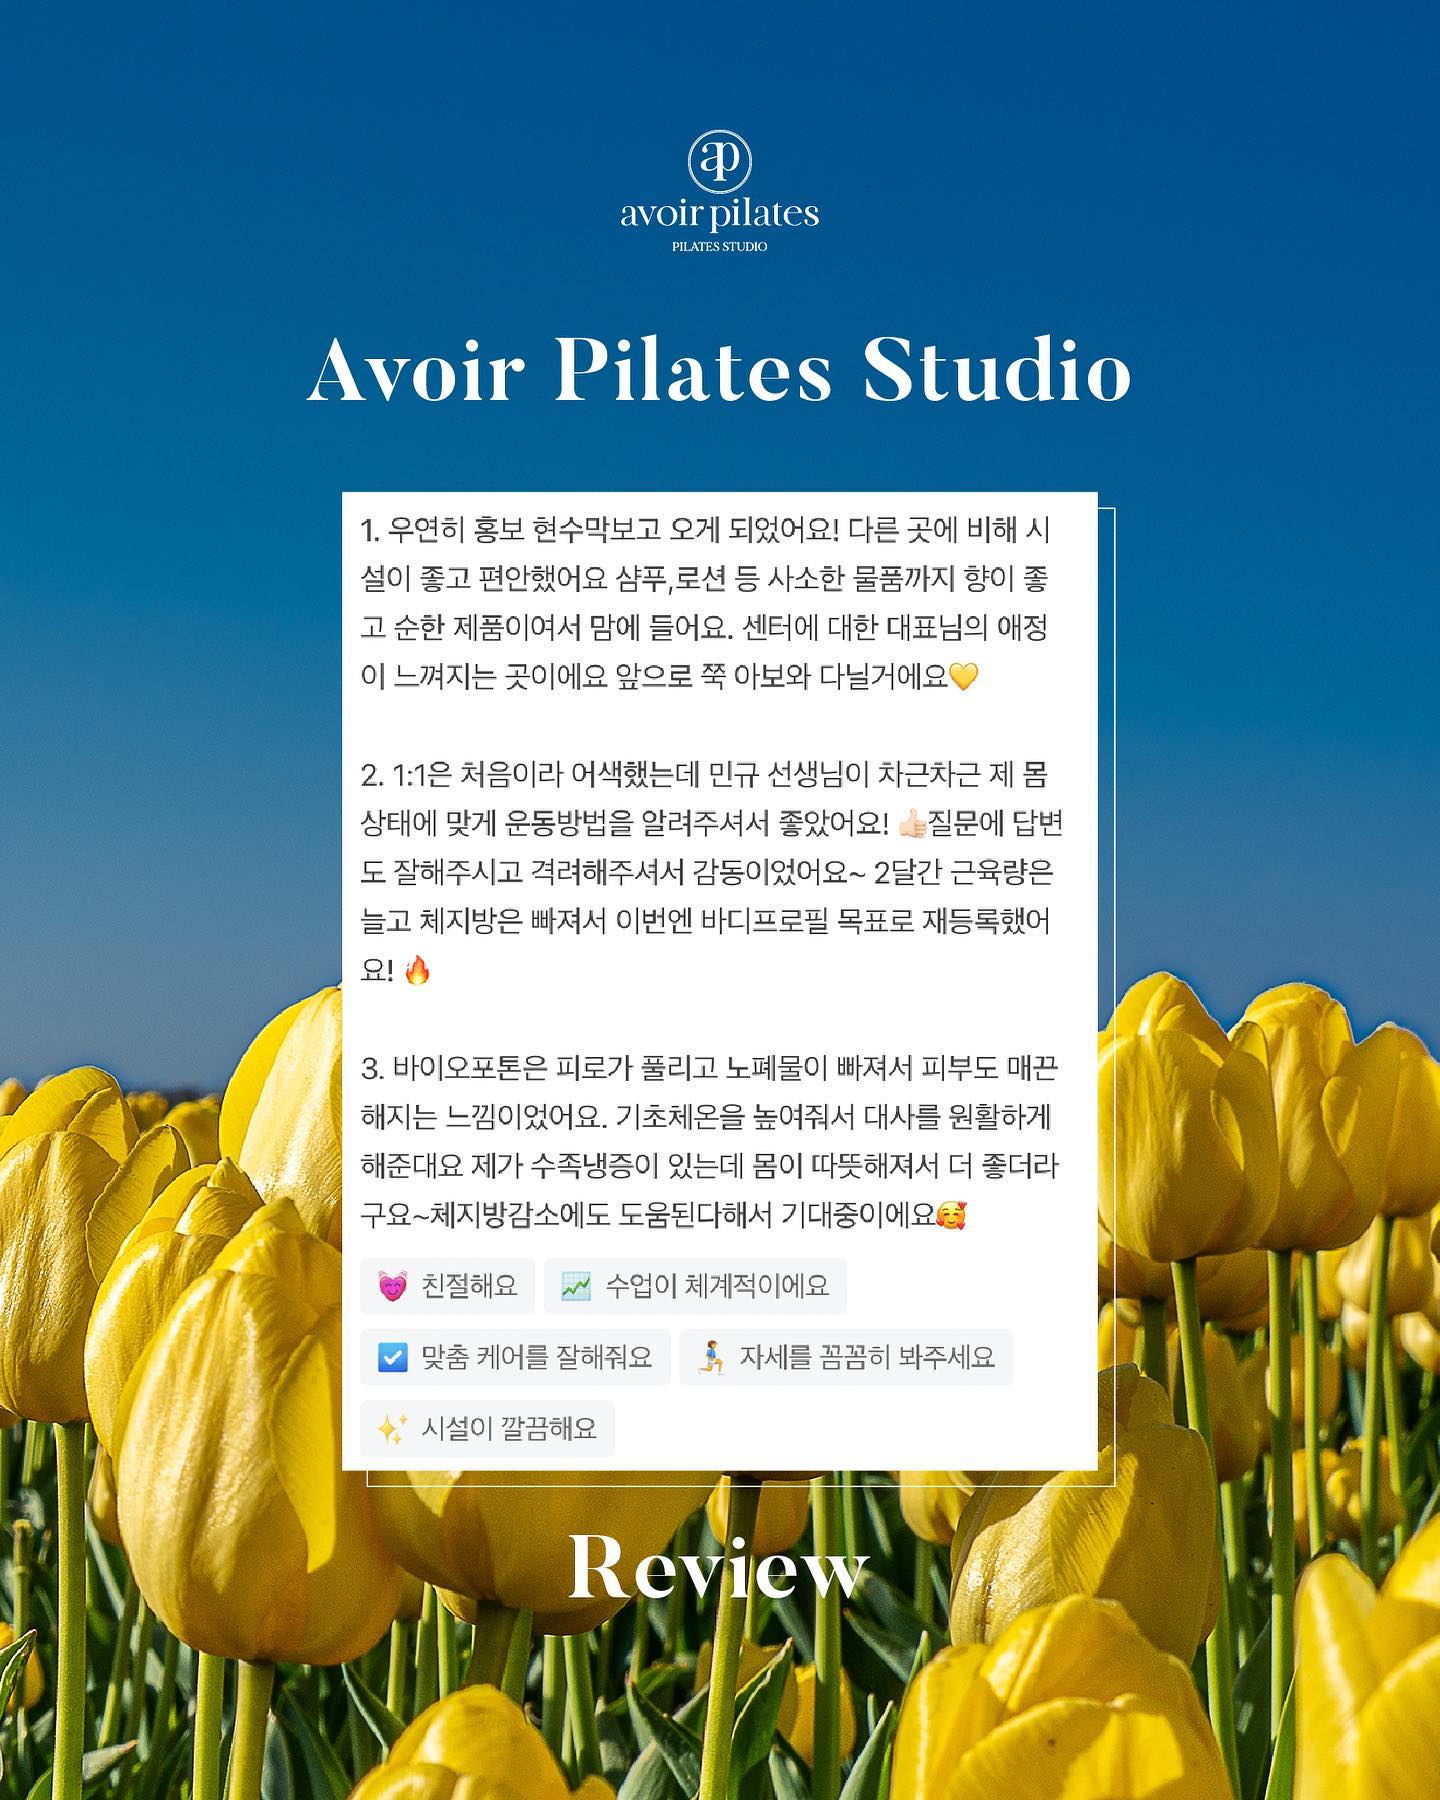 ap
avoir pilates
PILATES STUDIO
Avoir Pilates Studio
1. 우연히 홍보 현수막보고 오게 되었어요! 다른 곳에 비해 시
설이 좋고 편안했어요 샴푸,로션 등 사소한 물품까지 향이 좋
고 순한 제품이여서 맘에 들어요. 센터에 대한 대표님의 애정
이 느껴지는 곳이에요 앞으로 쭉 아보와 다닐거에요💛
2. 1:1은 처음이라 어색했는데 민규 선생님이 차근차근 제 몸
상태에 맞게 운동방법을 알려주셔서 좋았어요! 👍🏻질문에 답변
도 잘해주시고 격려해주셔서 감동이었어요~ 2달간 근육량은
늘고 체지방은 빠져서 이번엔 바디프로필 목표로 재등록했어
요! 🔥
3. 바이오포톤은 피로가 풀리고 노폐물이 빠져서 피부도 매끈
해지는 느낌이었어요. 기초체온을 높여줘서 대사를 원활하게
해준대요 제가 수족냉증이 있는데 몸이 따뜻해져서 더 좋더라
구요~체지방감소에도 도움된다해서 기대중이에요🥰
💓 친절해요 📈 수업이 체계적이에요
☑️ 맞춤 케어를 잘해줘요 자세를 꼼꼼히 봐주세요
✨ 시설이 깔끔해요
Review